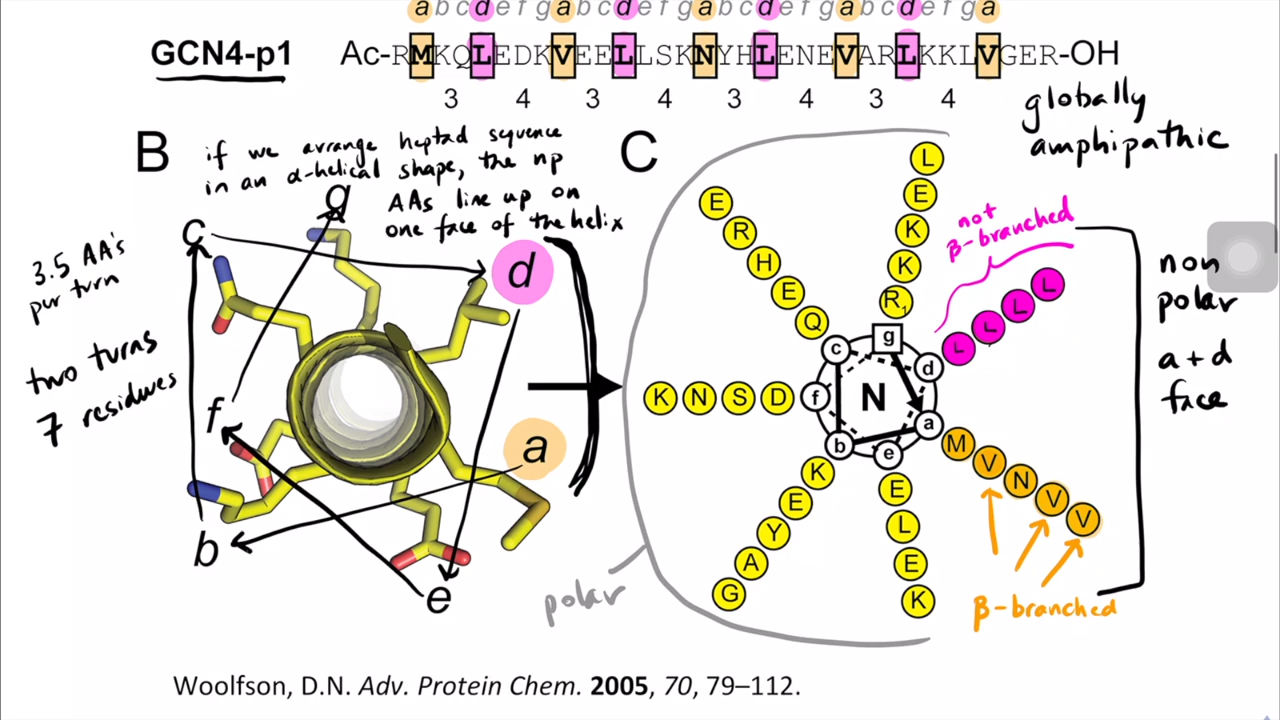 a b c d e f g a b c d e f g a b c d e f g a b c d e f g a
GCN4-p1 Ac-RMKQLEDKVEELLSKNYHLENEVARLKKLVGER-OH
3 4 3 4 3 4 3 4
globally
amphipathic
B
if we arrange heptad squence
in an α-helical shape, the np
AAs line up on
one face of the helix
3.5 AA's
per turn
two turns
7 residues
g
c
d
f
a
b
e
C
L
E
K
K
R1
E
R
H
E
Q
K N S D
K
E
Y
A
G
E
L
E
K
M
V
N
V
V
L
L
L
L
g
c
d
f
N
a
b
e
not
β-branched
non
polar
a + d
face
β-branched
polar
Woolfson, D.N. Adv. Protein Chem. 2005, 70, 79–112.